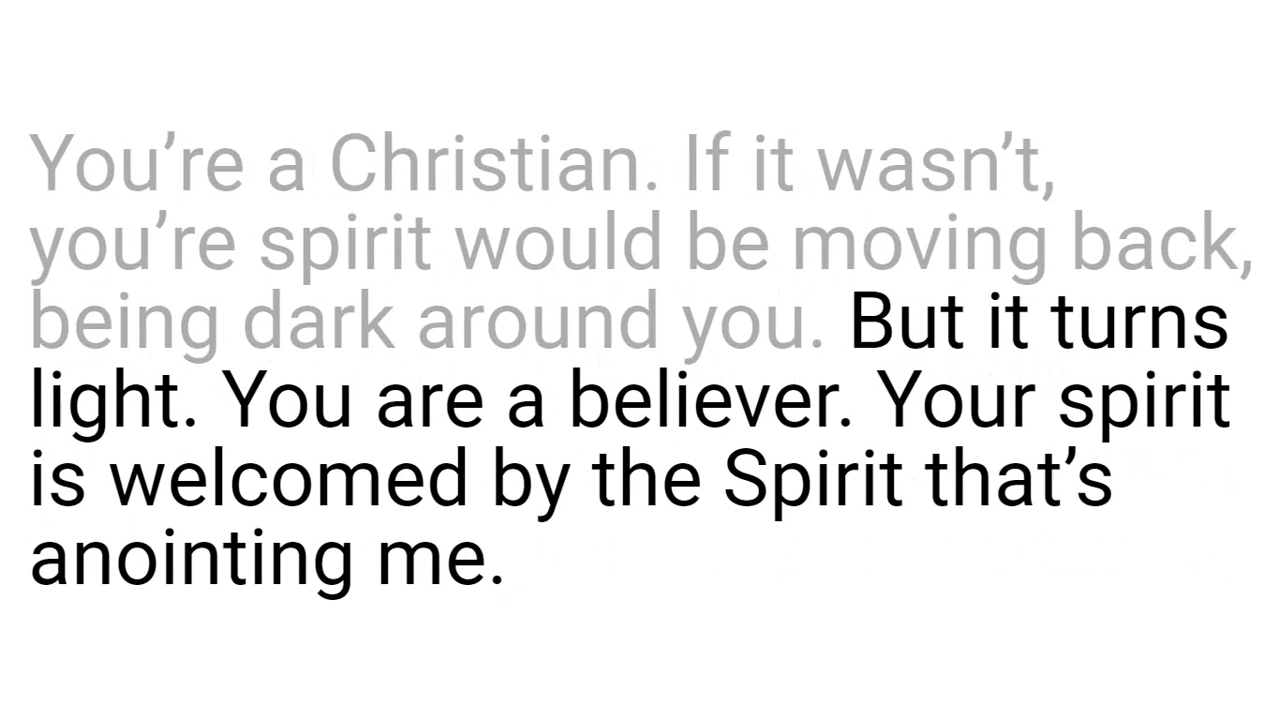 You’re a Christian. If it wasn’t,
you’re spirit would be moving back,
being dark around you. But it turns
light. You are a believer. Your spirit
is welcomed by the Spirit that’s
anointing me.